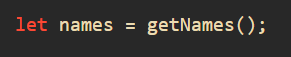 let names = getNames();